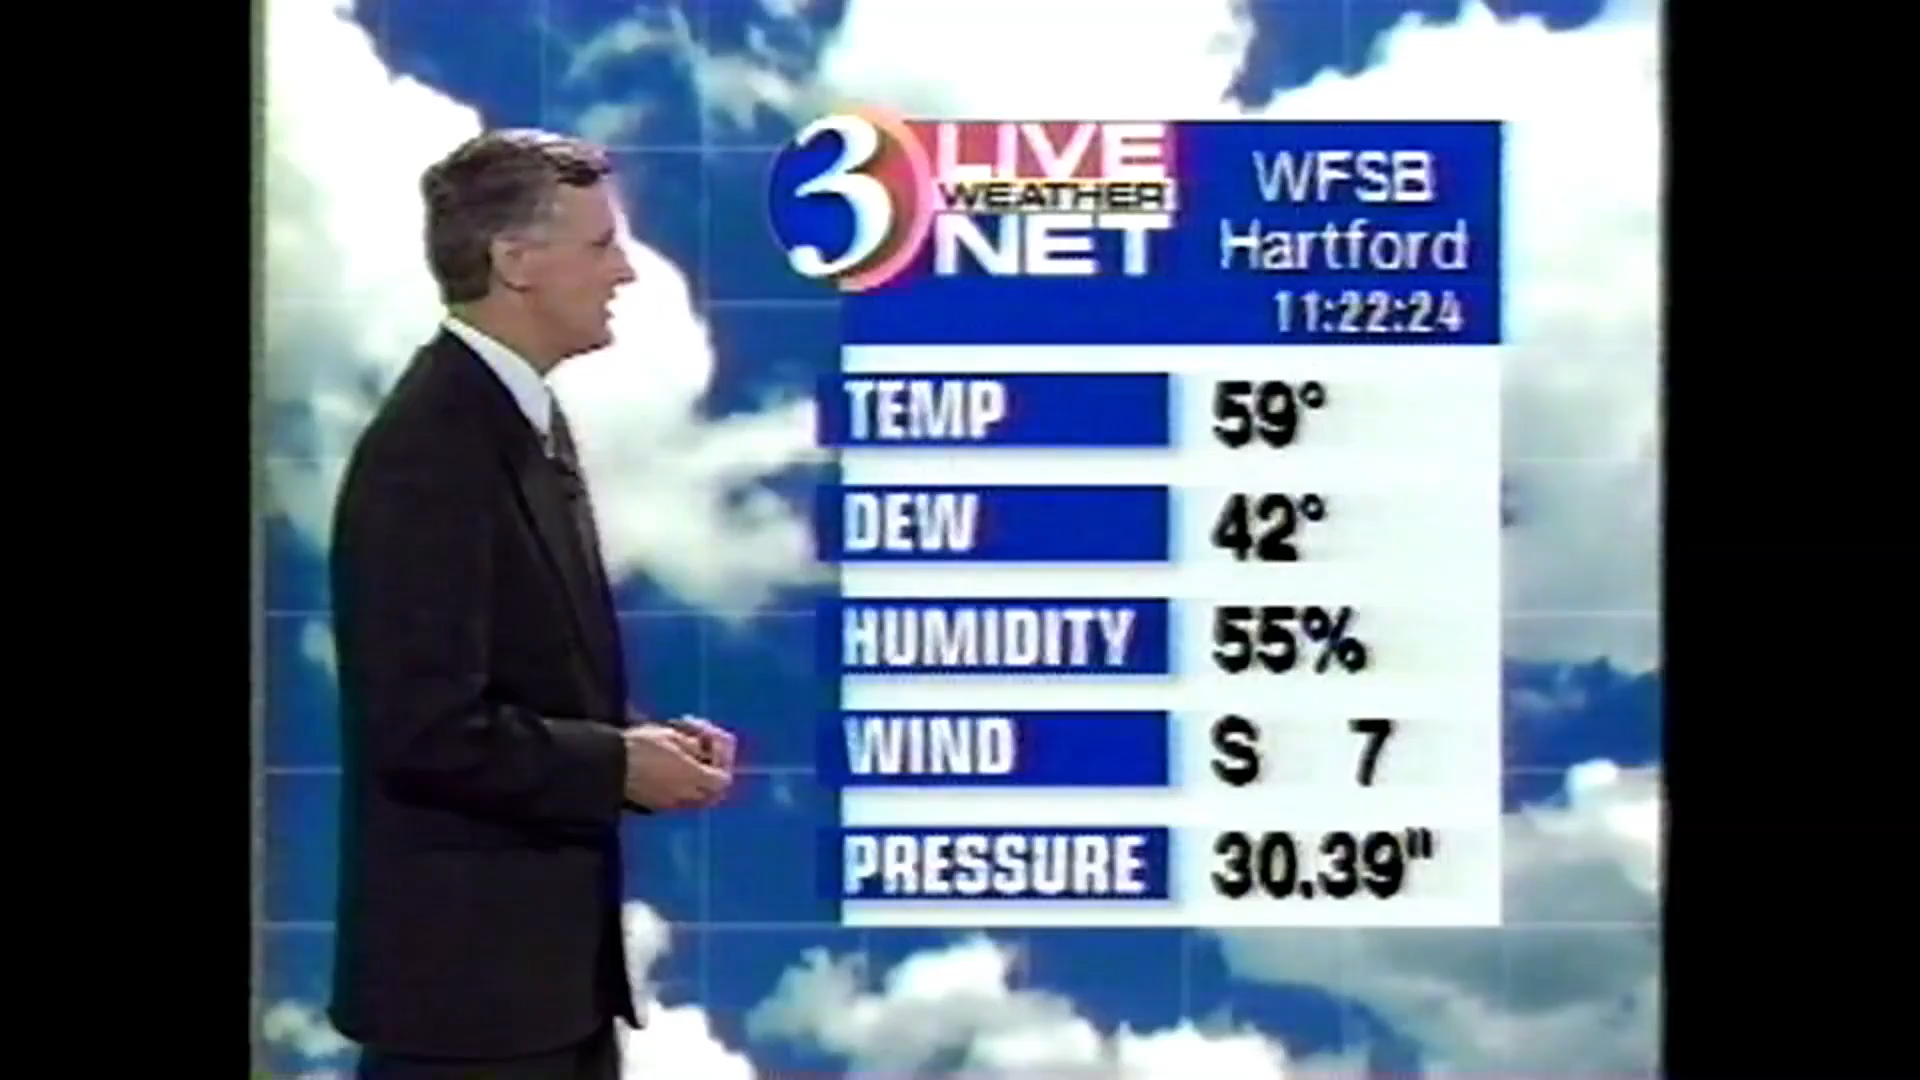 3 LIVE
WEATHER
NET
WFSB
Hartford
11:22:24
TEMP 59°
DEW 42°
HUMIDITY 55%
WIND S 7
PRESSURE 30.39"